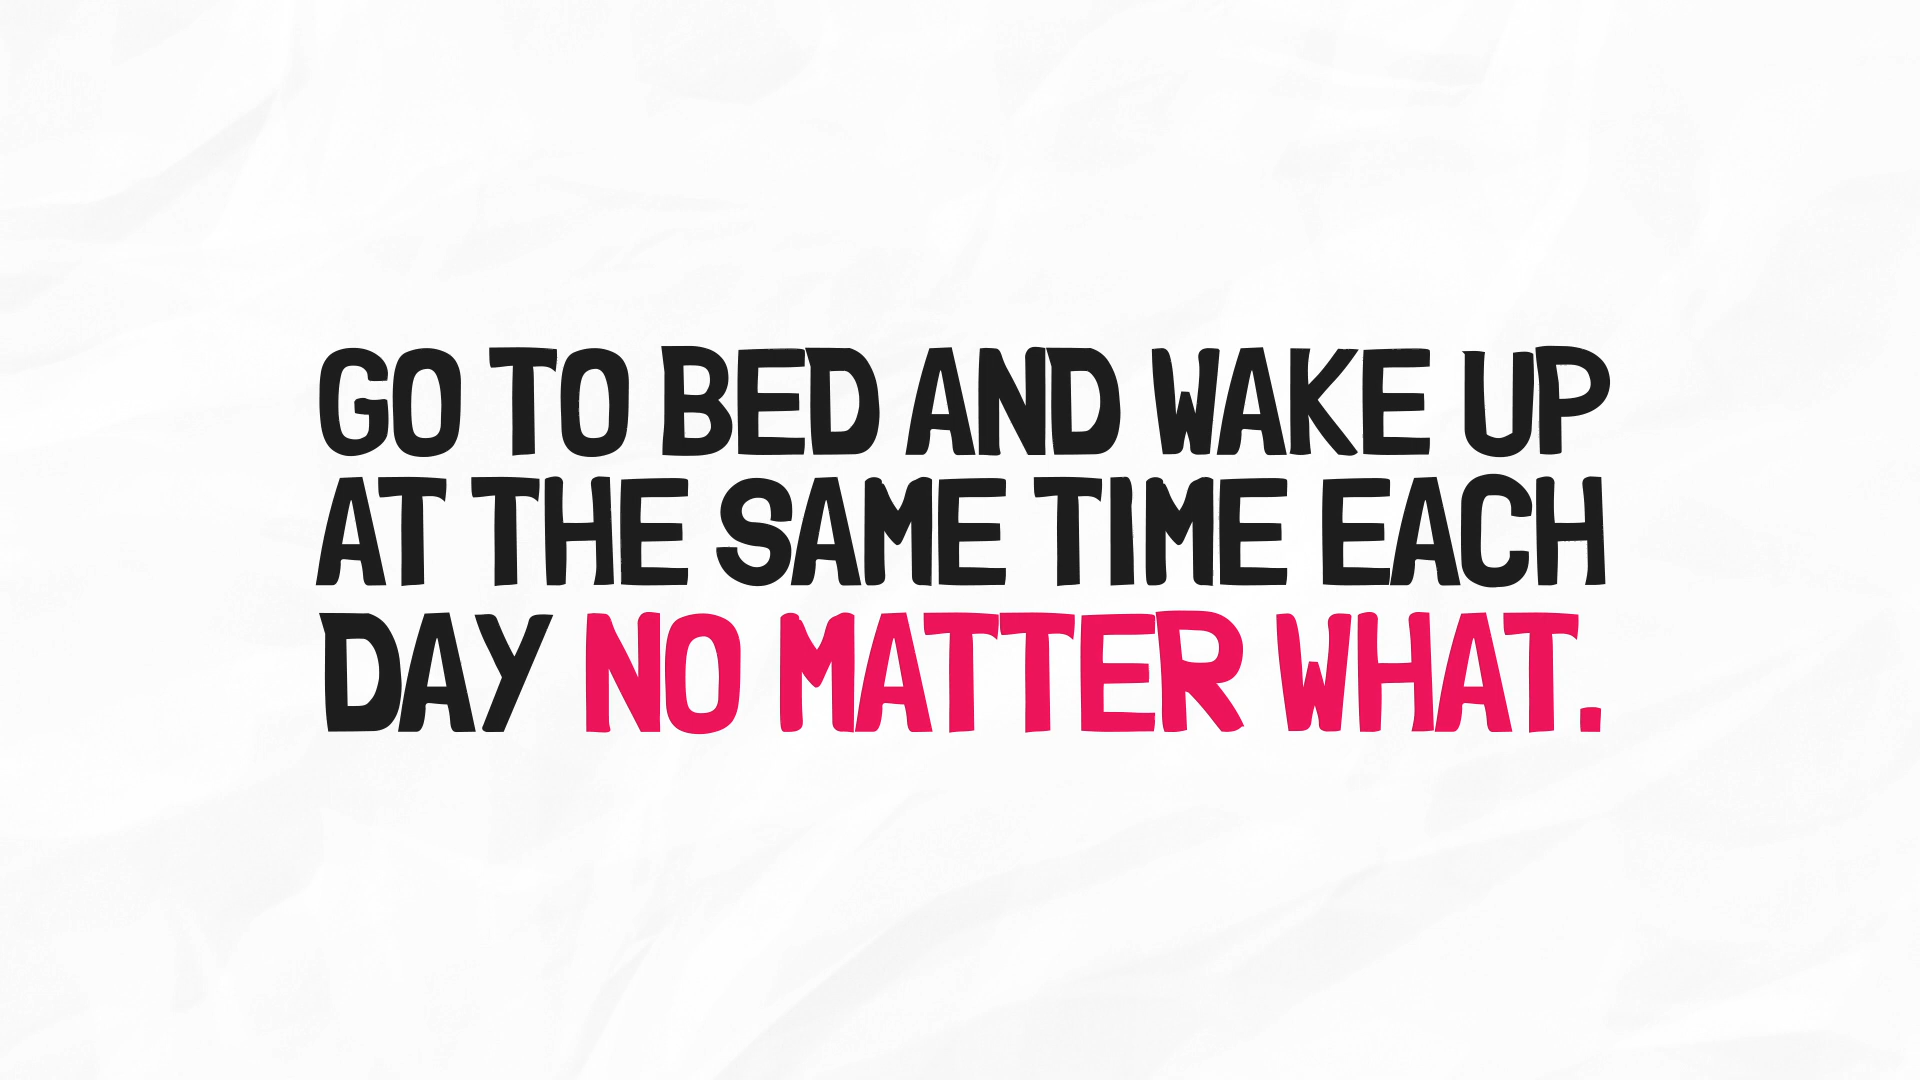 GO TO BED AND WAKE UP
AT THE SAME TIME EACH
DAY NO MATTER WHAT.